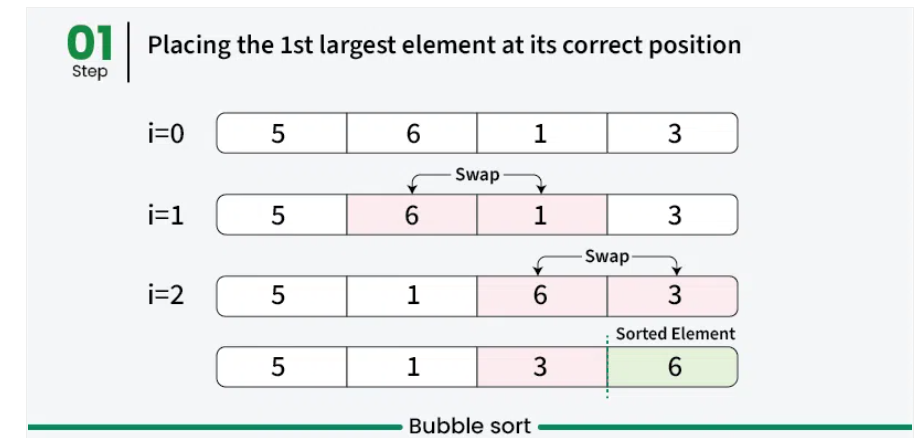 01
Step
Placing the 1st largest element at its correct position
i=0 5 6 1 3
Swap
i=1 5 6 1 3
Swap
i=2 5 1 6 3
Sorted Element
5 1 3 6
Bubble sort